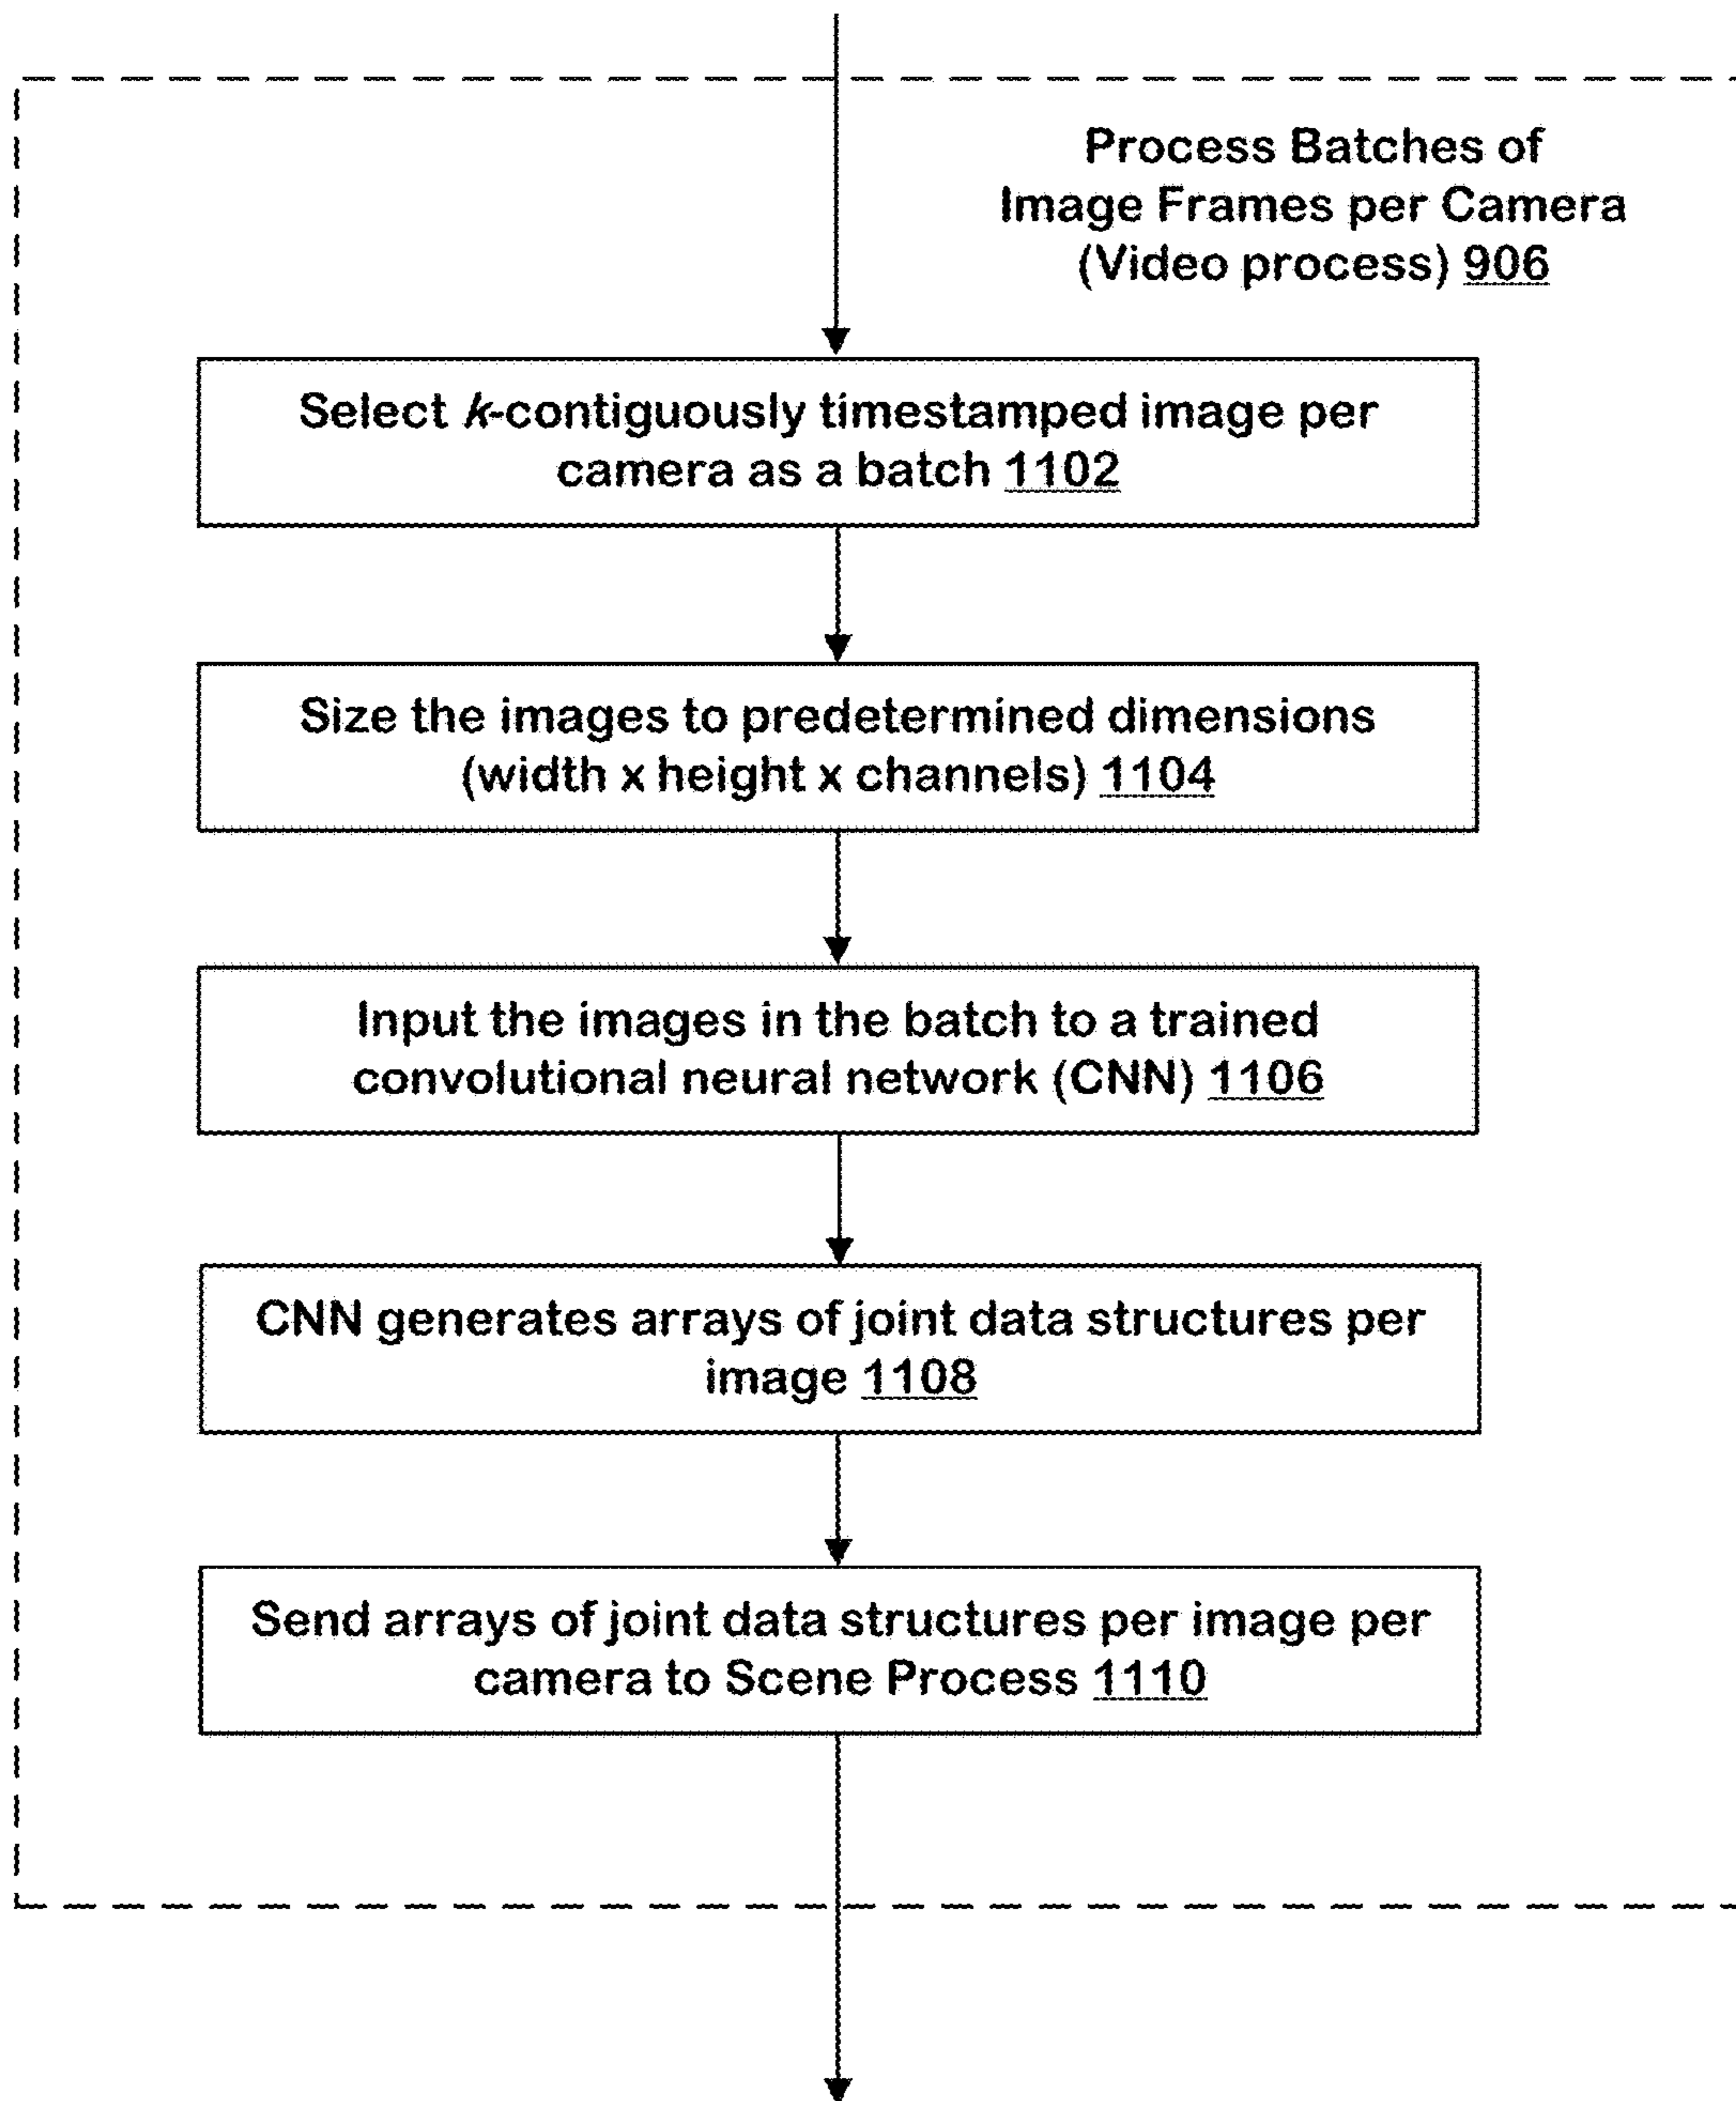 Process Batches of
Image Frames per Camera
(Video process) 906
Select k-contiguously timestamped image per
camera as a batch 1102
Size the images to predetermined dimensions
(width x height x channels) 1104
Input the images in the batch to a trained
convolutional neural network (CNN) 1106
CNN generates arrays of joint data structures per
image 1108
Send arrays of joint data structures per image per
camera to Scene Process 1110